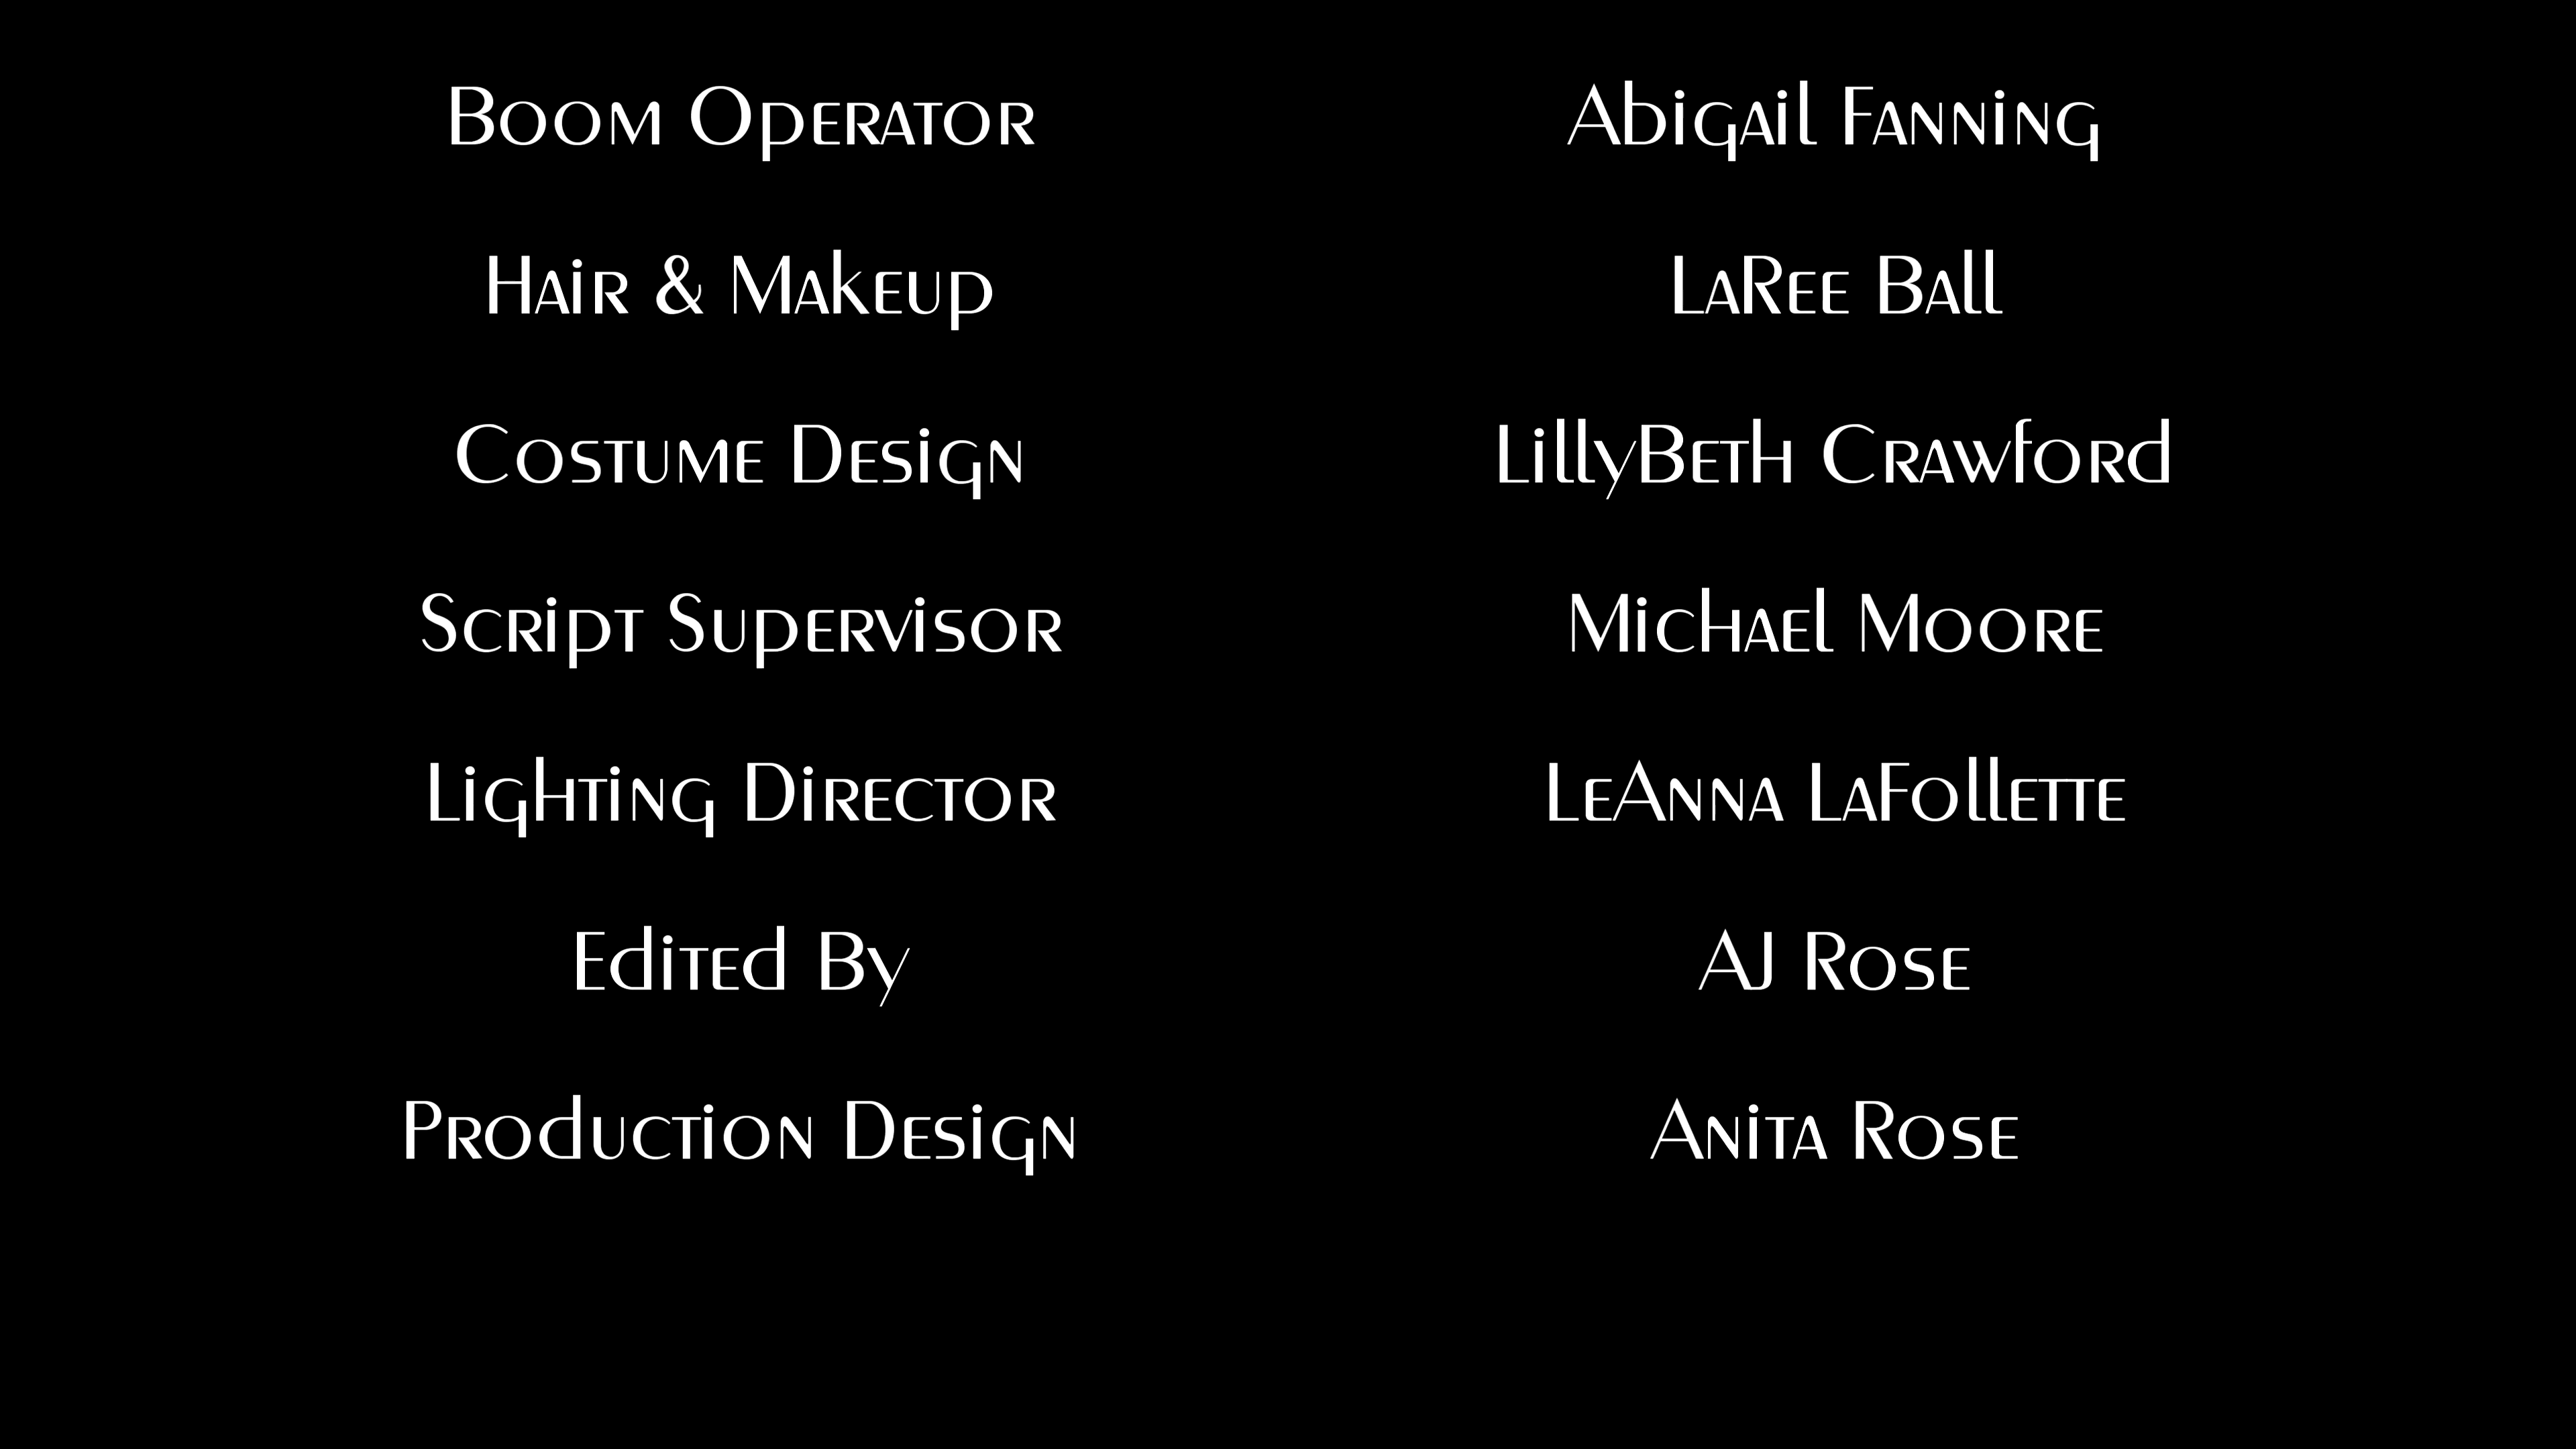 Boom Operator Abigail Fanning
Hair & Makeup LaRee Ball
Costume Design LillyBeth Crawford
Script Supervisor Michael Moore
Lighting Director LeAnna LaFollette
Edited By AJ Rose
Production Design Anita Rose